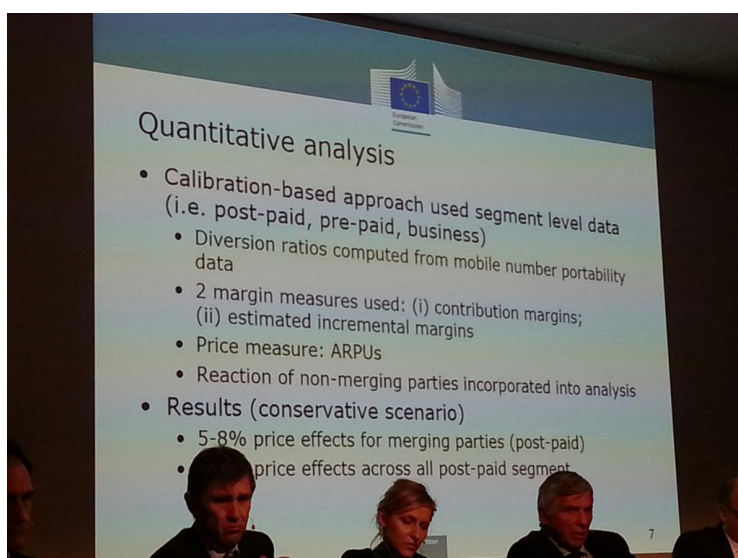 European
Commission
Quantitative analysis
• Calibration-based approach used segment level data
(i.e. post-paid, pre-paid, business)
• Diversion ratios computed from mobile number portability
data
• 2 margin measures used: (i) contribution margins;
(ii) estimated incremental margins
• Price measure: ARPUs
• Reaction of non-merging parties incorporated into analysis
• Results (conservative scenario)
• 5-8% price effects for merging parties (post-paid)
• price effects across all post-paid segment
7